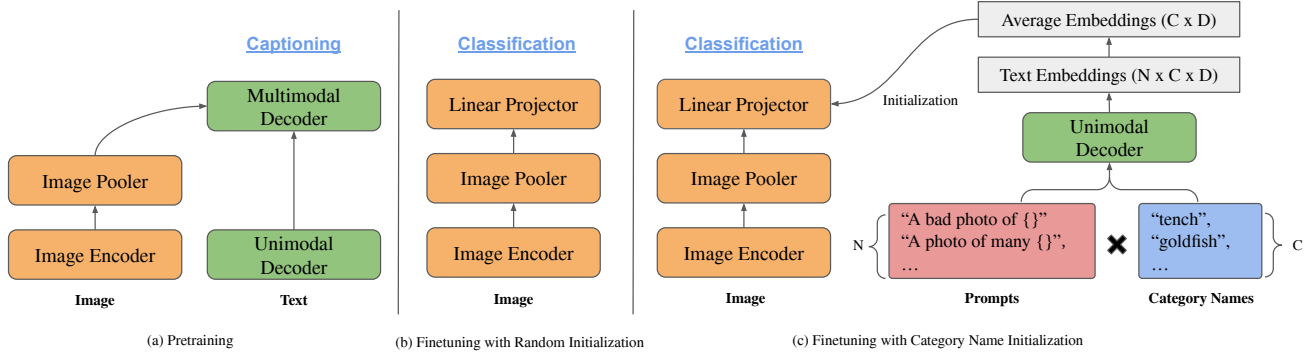 Captioning
Multimodal
Decoder
Image Pooler
Image Encoder
Unimodal
Decoder
Image
Text
(a) Pretraining
Classification
Linear Projector
Image Pooler
Image Encoder
Image
(b) Finetuning with Random Initialization
Classification
Linear Projector
Image Pooler
Image Encoder
Image
Average Embeddings (C x D)
Text Embeddings (N x C x D)
Initialization
Unimodal
Decoder
N
“A bad photo of {}”
“A photo of many {}”,
…
Prompts
“tench”,
“goldfish”,
…
C
Category Names
(c) Finetuning with Category Name Initialization